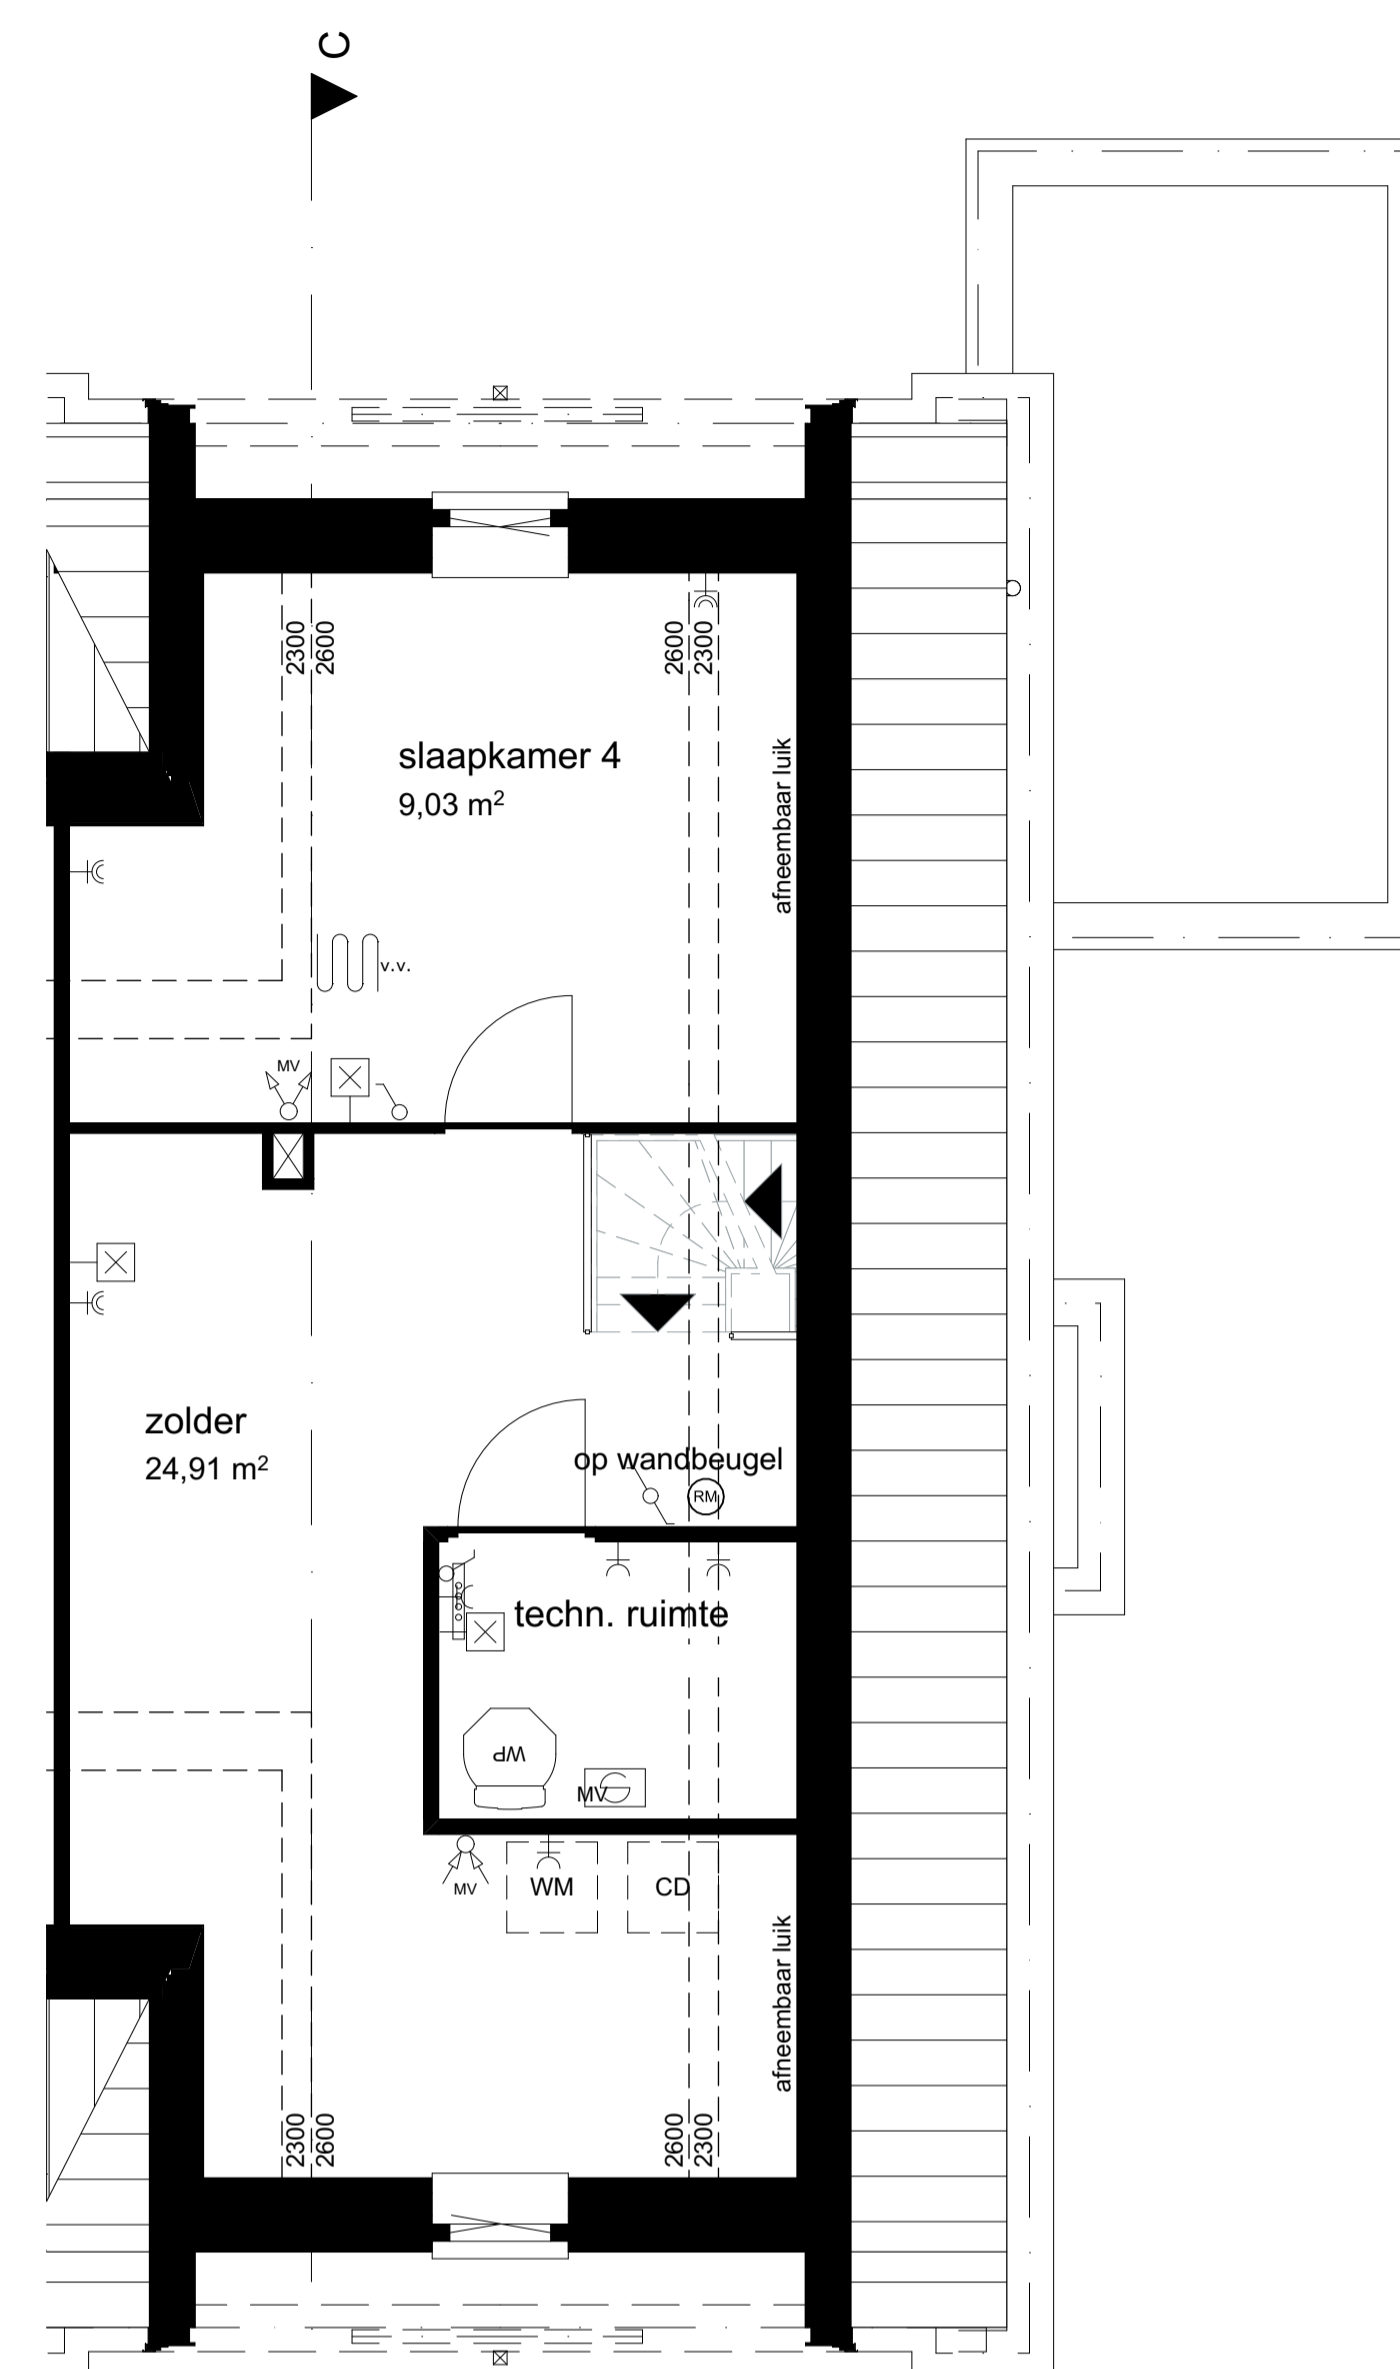 C
2300
2600
2600
2300
slaapkamer 4
9,03 m²
afneembaar luik
v.v.
MV
zolder
24,91 m²
op wandbeugel
RM
techn. ruimte
WP
MV
MV
WM
CD
afneembaar luik
2300
2600
2600
2300